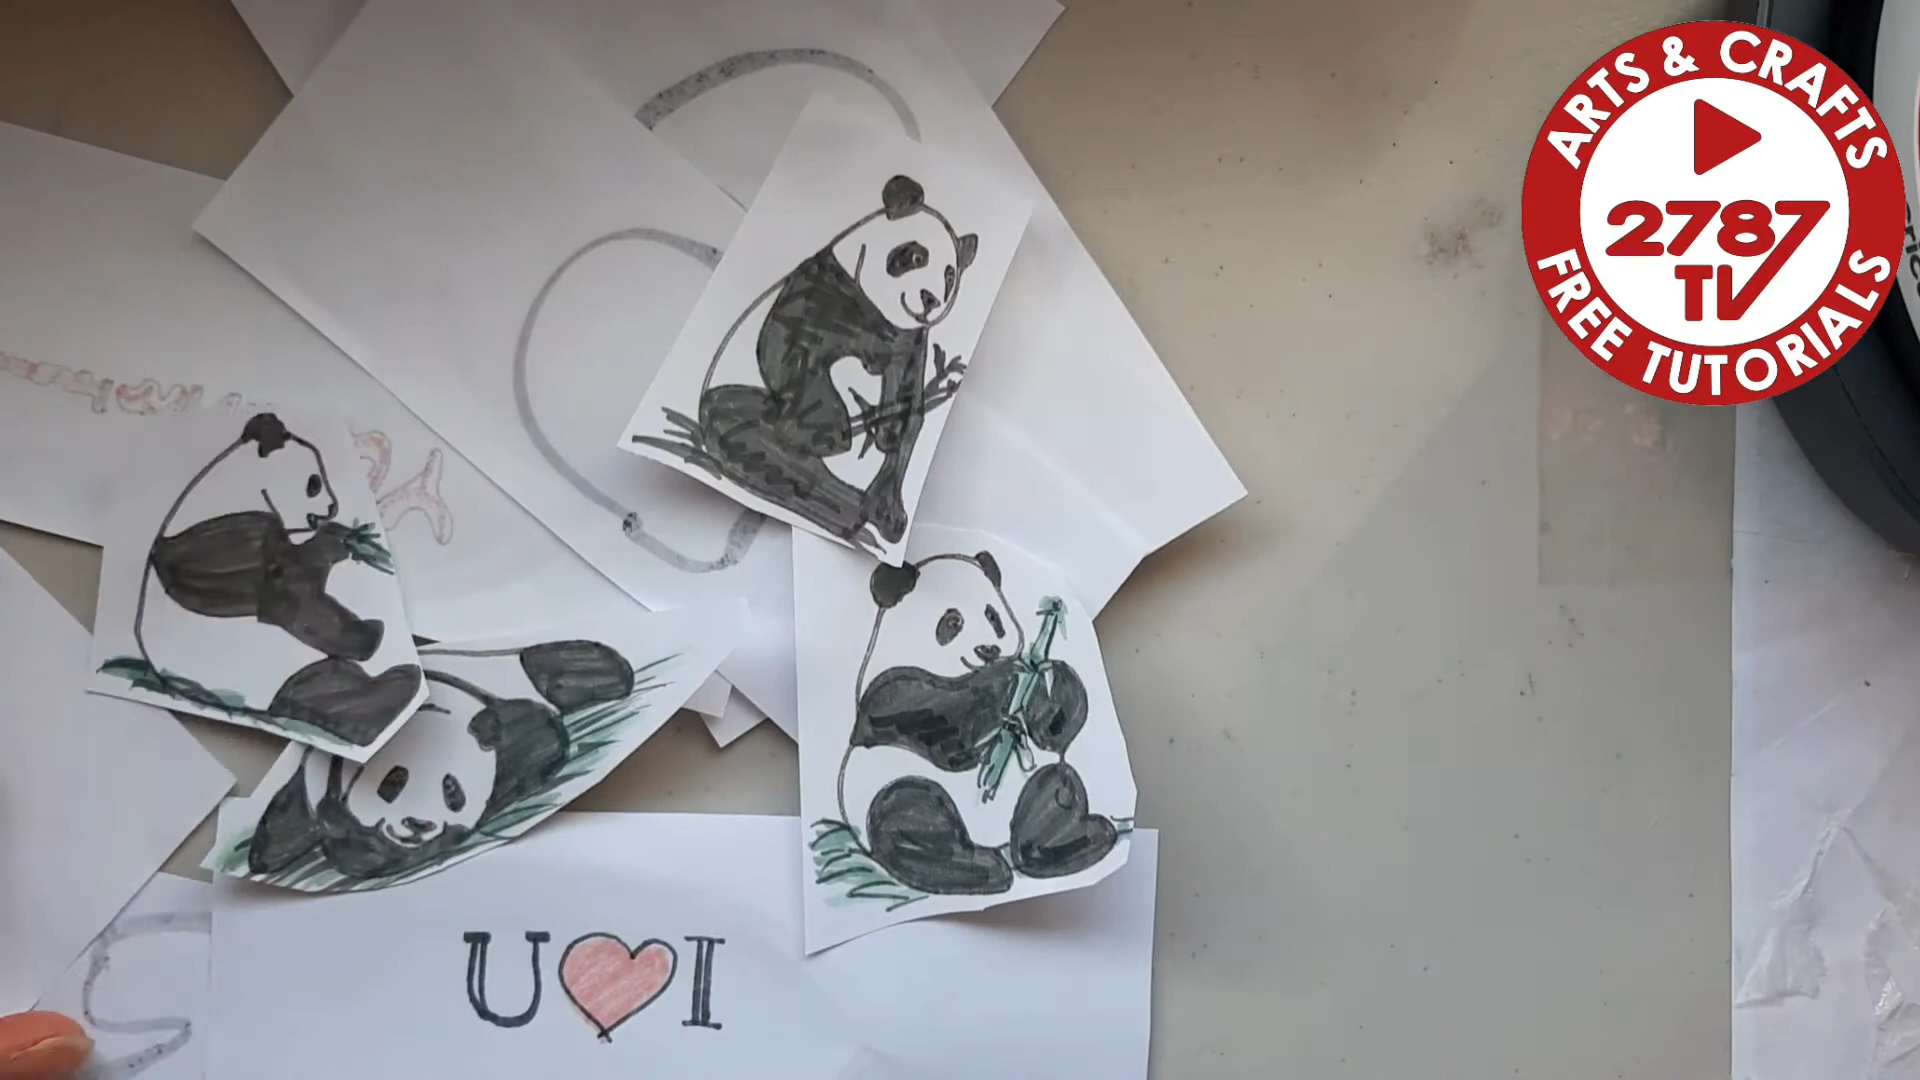 ARTS & CRAFTS
2787
TV
FREE TUTORIALS
U♥I